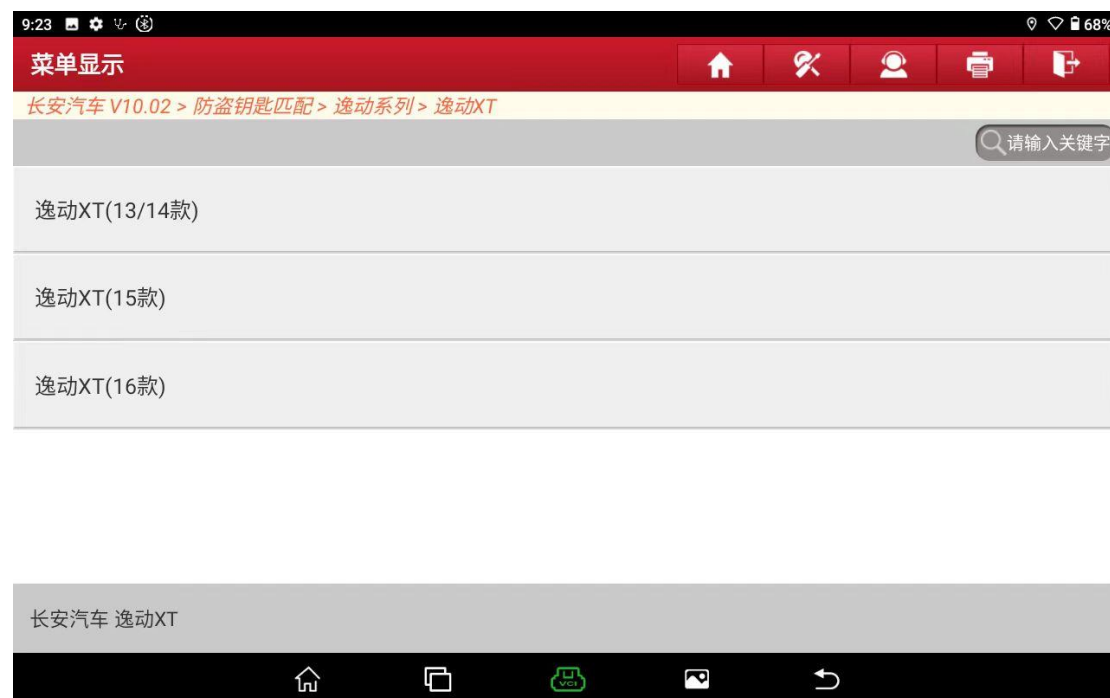 9:23 68%
菜单显示
长安汽车 V10.02 > 防盗钥匙匹配 > 逸动系列 > 逸动XT
请输入关键字
逸动XT(13/14款)
逸动XT(15款)
逸动XT(16款)
长安汽车 逸动XT
VCI